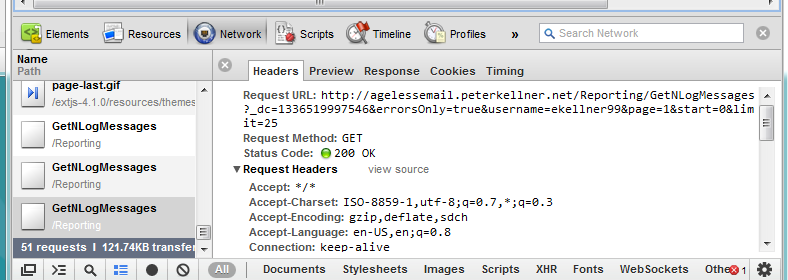 Elements Resources Network Scripts Timeline Profiles » Search Network
Name
Path
Headers Preview Response Cookies Timing
page-last.gif
/extjs-4.1.0/resources/themes
GetNLogMessages
/Reporting
GetNLogMessages
/Reporting
GetNLogMessages
/Reporting
51 requests | 121.74KB transfer
Request URL: http://agelessemail.peterkellner.net/Reporting/GetNLogMessages
?_dc=1336519997546&errorsOnly=true&username=ekellner99&page=1&start=0&lim
it=25
Request Method: GET
Status Code: 200 OK
Request Headers view source
Accept: */*
Accept-Charset: ISO-8859-1,utf-8;q=0.7,*;q=0.3
Accept-Encoding: gzip,deflate,sdch
Accept-Language: en-US,en;q=0.8
Connection: keep-alive
All Documents Stylesheets Images Scripts XHR Fonts WebSockets Othe 1